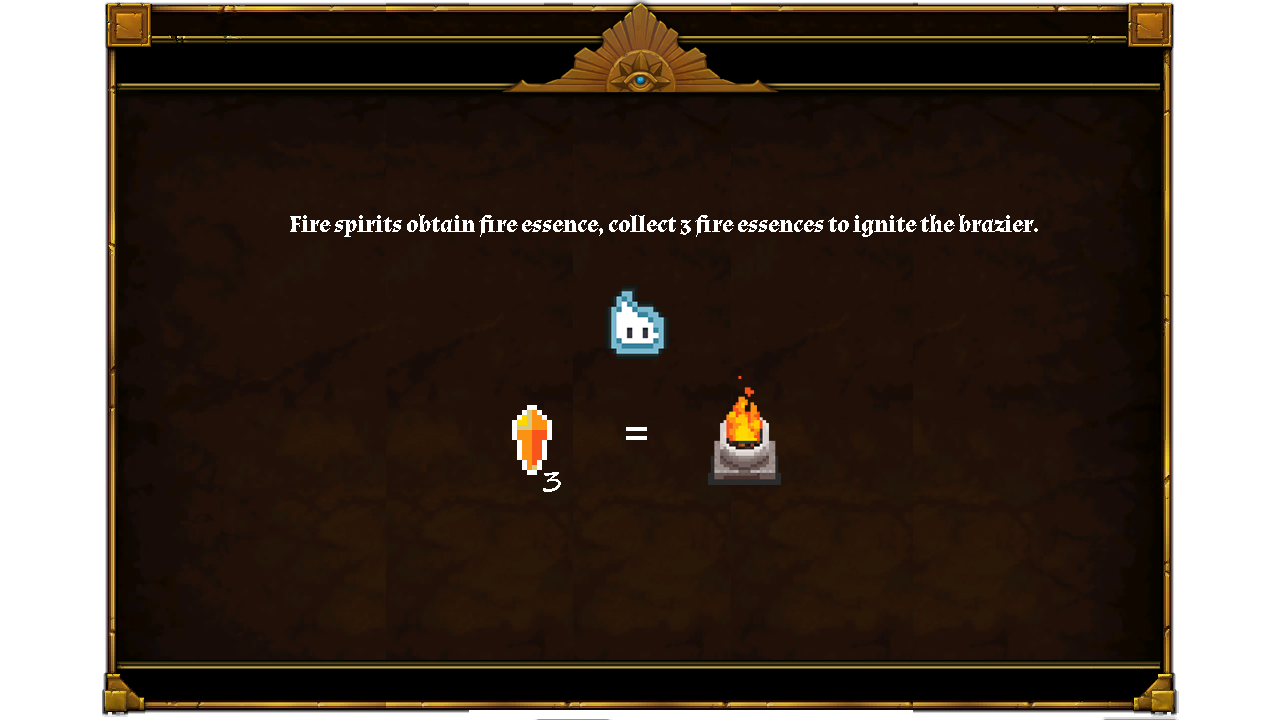 Fire spirits obtain fire essence, collect 3 fire essences to ignite the brazier.
=
3